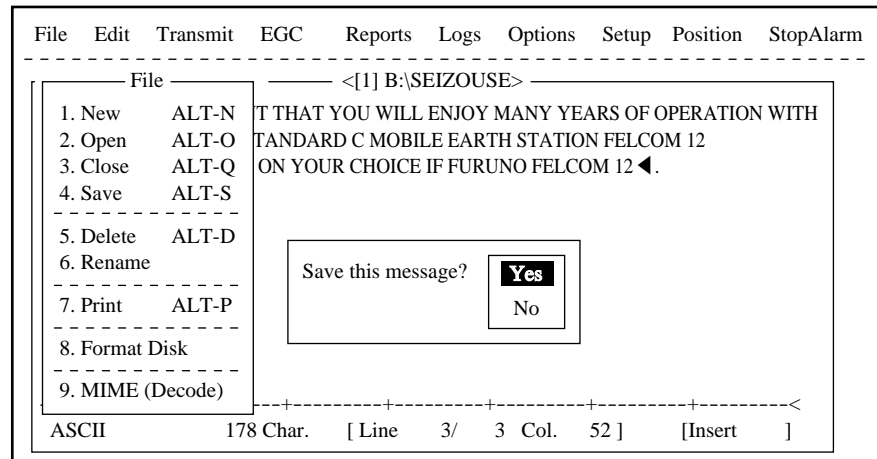 File Edit Transmit EGC Reports Logs Options Setup Position StopAlarm
File <[1] B:\SEIZOUSE>
1. New ALT-N
2. Open ALT-O
3. Close ALT-Q
4. Save ALT-S
5. Delete ALT-D
6. Rename
7. Print ALT-P
8. Format Disk
9. MIME (Decode)
T THAT YOU WILL ENJOY MANY YEARS OF OPERATION WITH
TANDARD C MOBILE EARTH STATION FELCOM 12
ON YOUR CHOICE IF FURUNO FELCOM 12◀.
Save this message? Yes
No
---+---------+---------+---------+---------+---------<
ASCII 178 Char. [ Line 3/ 3 Col. 52 ] [Insert ]